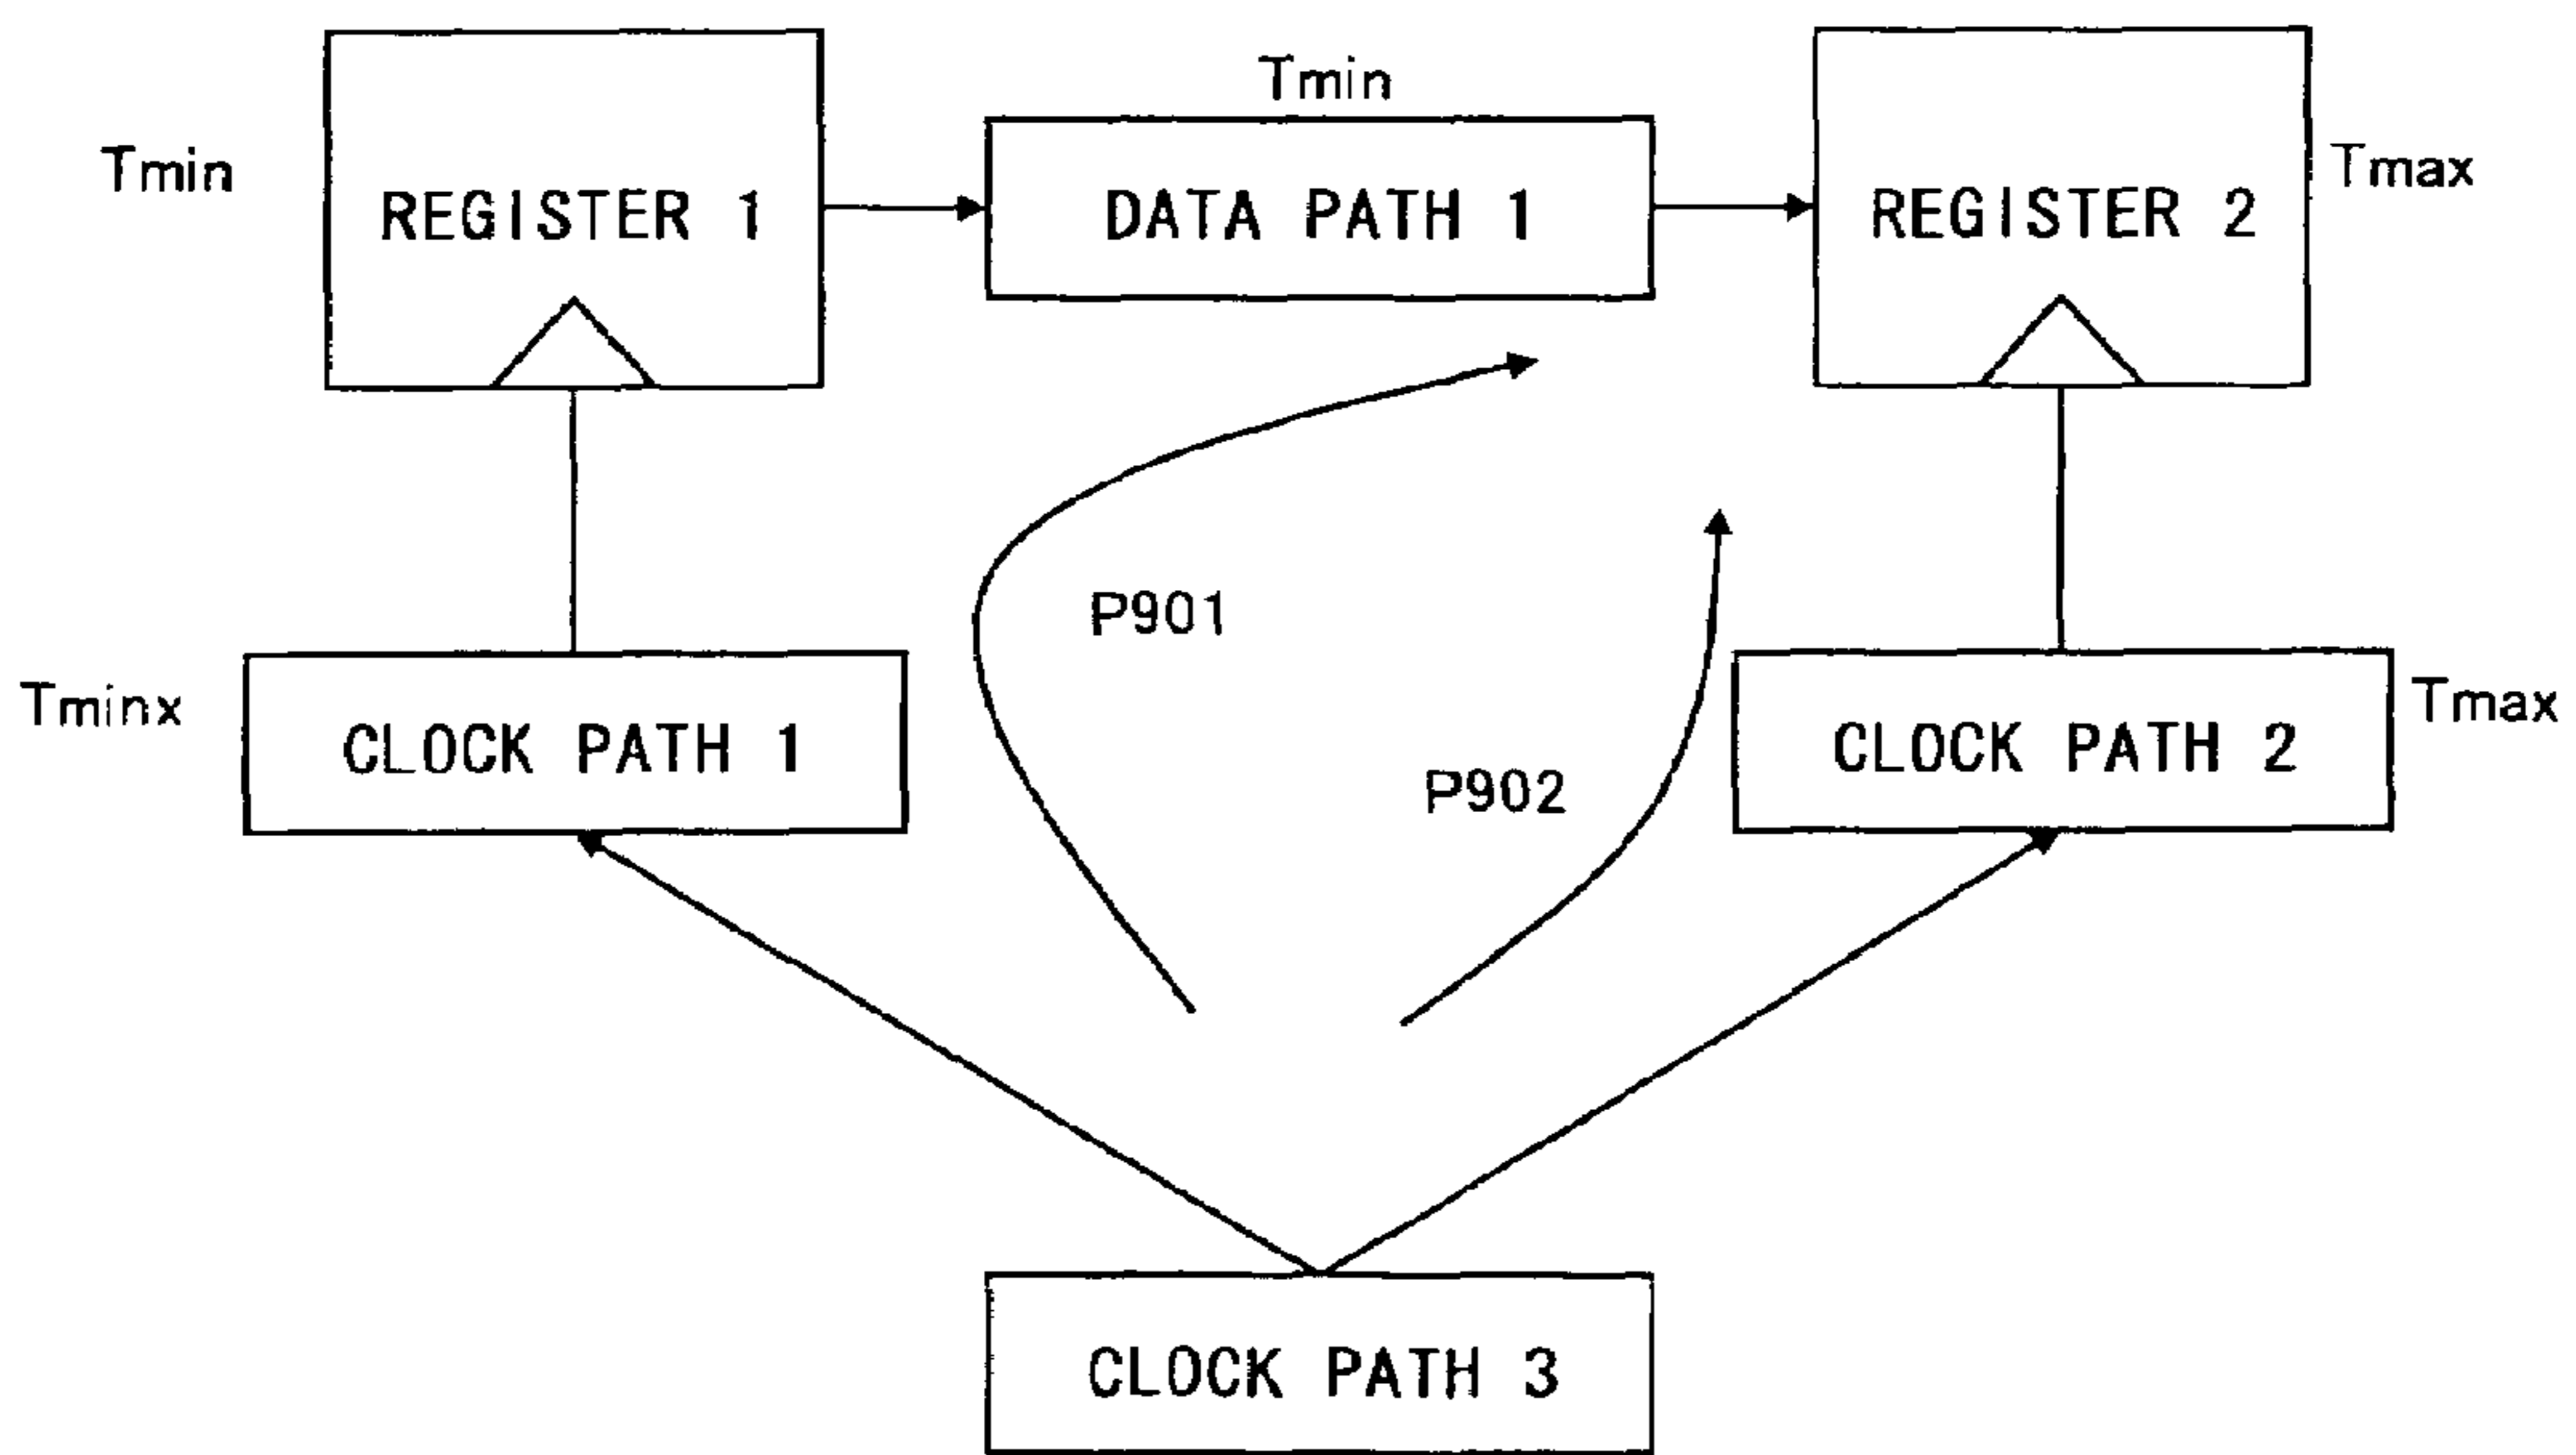 Tmin
Tmin
REGISTER 1
DATA PATH 1
REGISTER 2
Tmax
P901
Tminx
CLOCK PATH 1
P902
CLOCK PATH 2
Tmax
CLOCK PATH 3